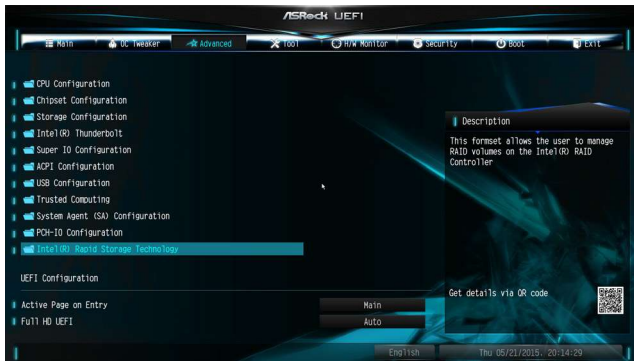 ASRock UEFI
Main OC Tweaker Advanced Tool H/W Monitor Security Boot Exit
CPU Configuration
Chipset Configuration
Storage Configuration
Intel(R) Thunderbolt
Super IO Configuration
ACPI Configuration
USB Configuration
Trusted Computing
System Agent (SA) Configuration
PCH-IO Configuration
Intel(R) Rapid Storage Technology
UEFI Configuration
Active Page on Entry Main
Full HD UEFI Auto
Description
This formset allows the user to manage
RAID volumes on the Intel(R) RAID
Controller
Get details via QR code
English Thu 05/21/2015. 20:14:29